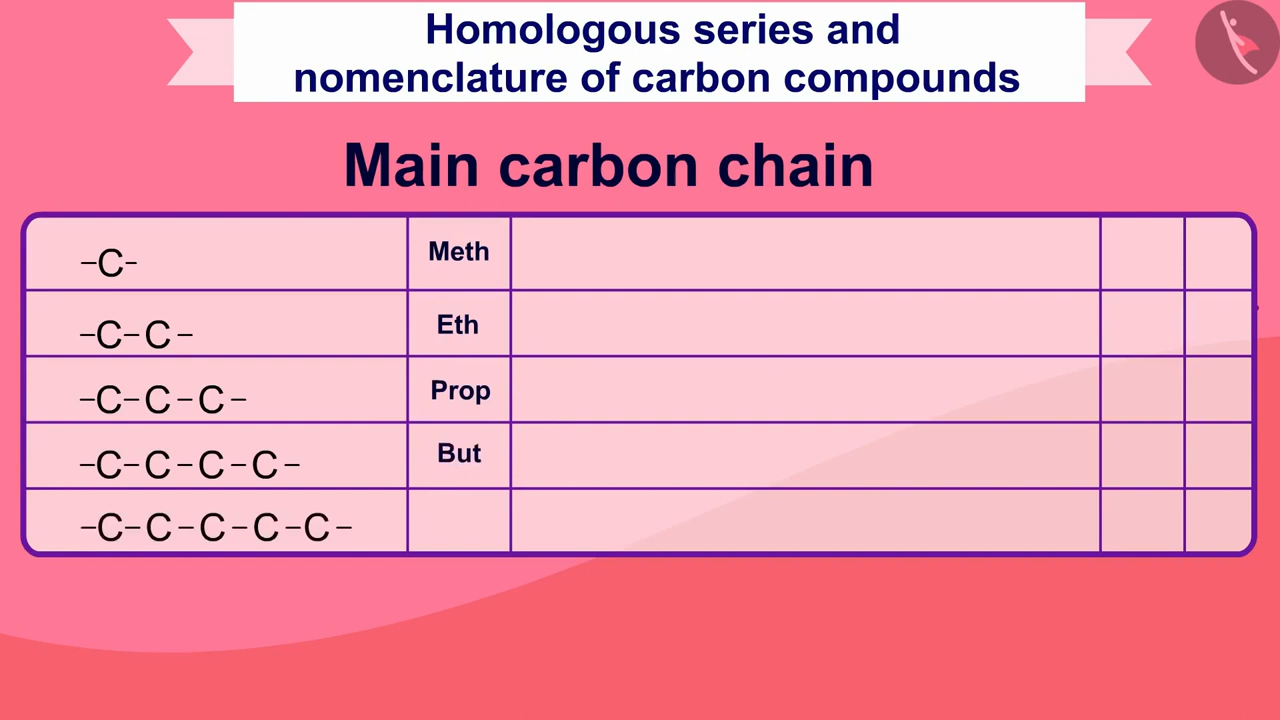 Homologous series and
nomenclature of carbon compounds
Main carbon chain
–C– Meth
–C–C– Eth
–C–C–C– Prop
–C–C–C–C– But
–C–C–C–C–C–